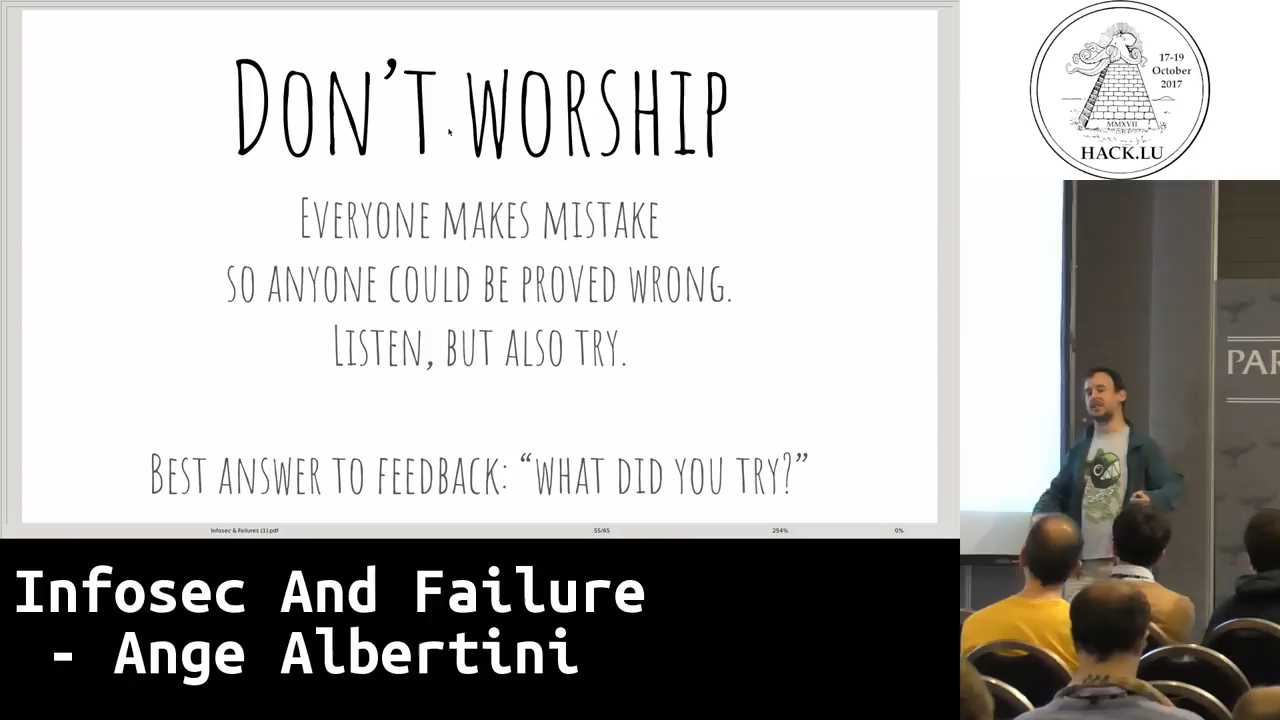 DON'T WORSHIP
EVERYONE MAKES MISTAKE
SO ANYONE COULD BE PROVED WRONG.
LISTEN, BUT ALSO TRY.
BEST ANSWER TO FEEDBACK: “WHAT DID YOU TRY?”
Infosec & Failures (1).pdf
55/65
254%
0%
17-19
October
2017
MMXVII
HACK.LU
PAR
Infosec And Failure
- Ange Albertini